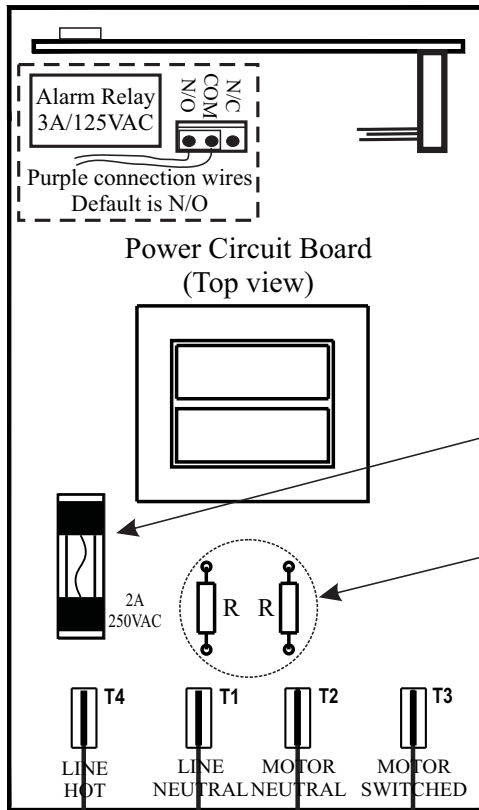 Alarm Relay
3A/125VAC
N/O
COM
N/C
Purple connection wires
Default is N/O
Power Circuit Board
(Top view)
2A
250VAC
R
R
T4
T1
T2
T3
LINE
HOT
LINE
NEUTRAL
MOTOR
NEUTRAL
MOTOR
SWITCHED